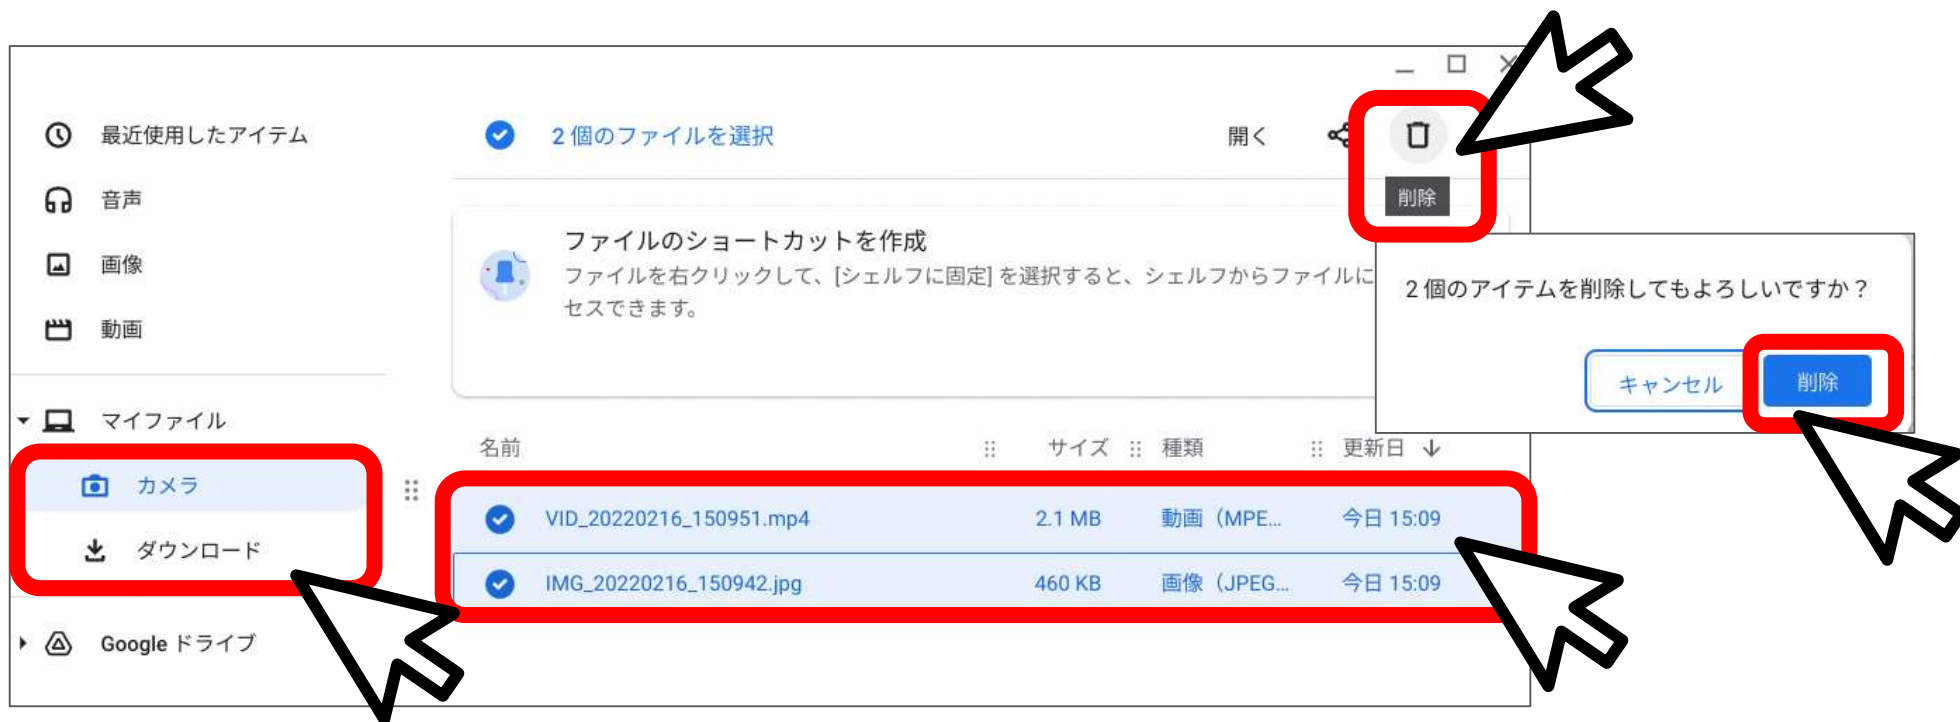 最近使用したアイテム
音声
画像
動画
マイファイル
カメラ
ダウンロード
Google ドライブ
2 個のファイルを選択
開く
削除
ファイルのショートカットを作成
ファイルを右クリックして、[シェルフに固定] を選択すると、シェルフからファイルに
セスできます。
名前 サイズ 種類 更新日
VID_20220216_150951.mp4 2.1 MB 動画（MPE... 今日 15:09
IMG_20220216_150942.jpg 460 KB 画像（JPEG... 今日 15:09
2 個のアイテムを削除してもよろしいですか？
キャンセル 削除